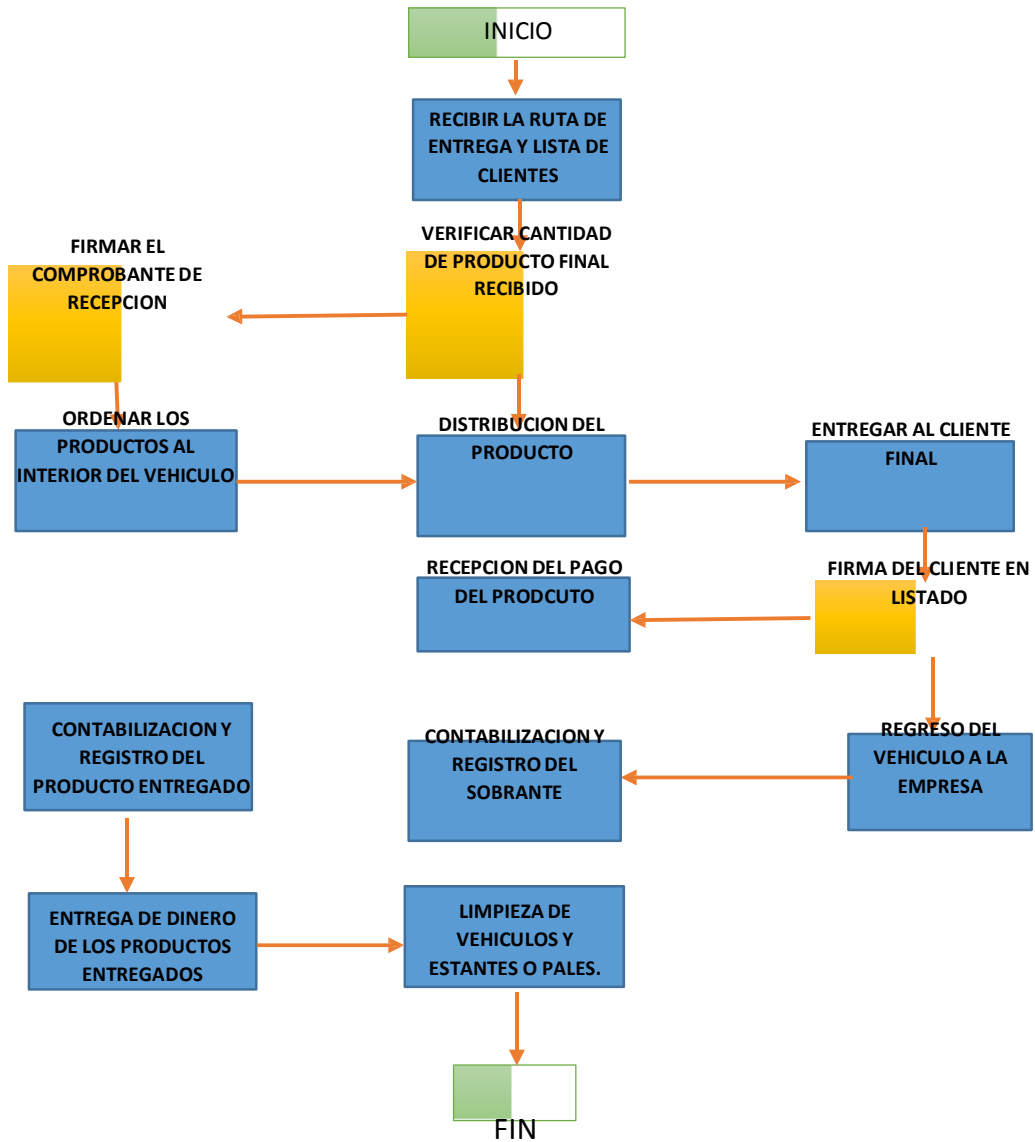 INICIO
RECIBIR LA RUTA DE
ENTREGA Y LISTA DE
CLIENTES
VERIFICAR CANTIDAD
DE PRODUCTO FINAL
RECIBIDO
FIRMAR EL
COMPROBANTE DE
RECEPCION
ORDENAR LOS
PRODUCTOS AL
INTERIOR DEL VEHICULO
DISTRIBUCION DEL
PRODUCTO
ENTREGAR AL CLIENTE
FINAL
RECEPCION DEL PAGO
DEL PRODCUTO
FIRMA DEL CLIENTE EN
LISTADO
CONTABILIZACION Y
REGISTRO DEL
PRODUCTO ENTREGADO
CONTABILIZACION Y
REGISTRO DEL
SOBRANTE
REGRESO DEL
VEHICULO A LA
EMPRESA
ENTREGA DE DINERO
DE LOS PRODUCTOS
ENTREGADOS
LIMPIEZA DE
VEHICULOS Y
ESTANTES O PALES.
FIN